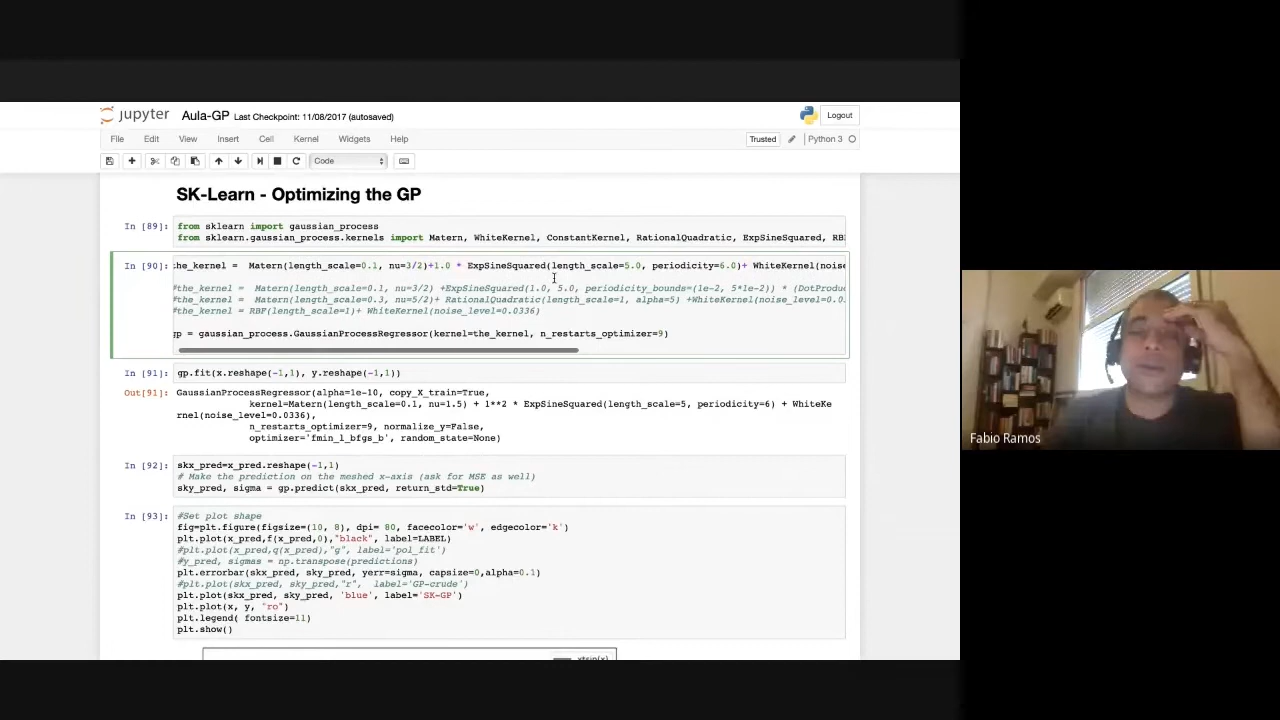 jupyter Aula-GP Last Checkpoint: 11/08/2017 (autosaved) Logout
File Edit View Insert Cell Kernel Widgets Help Trusted Python 3
Code
SK-Learn - Optimizing the GP
In [89]: from sklearn import gaussian_process
from sklearn.gaussian_process.kernels import Matern, WhiteKernel, ConstantKernel, RationalQuadratic, ExpSineSquared, RB
In [90]: the_kernel = Matern(length_scale=0.1, nu=3/2)+1.0 * ExpSineSquared(length_scale=5.0, periodicity=6.0)+ WhiteKernel(noise
#the_kernel = Matern(length_scale=0.1, nu=3/2) +ExpSineSquared(1.0, 5.0, periodicity_bounds=(1e-2, 5*1e-2)) * (DotProdu
#the_kernel = Matern(length_scale=0.3, nu=5/2)+ RationalQuadratic(length_scale=1, alpha=5) +WhiteKernel(noise_level=0.0
#the_kernel = RBF(length_scale=1)+ WhiteKernel(noise_level=0.0336)
gp = gaussian_process.GaussianProcessRegressor(kernel=the_kernel, n_restarts_optimizer=9)
In [91]: gp.fit(x.reshape(-1,1), y.reshape(-1,1))
Out[91]: GaussianProcessRegressor(alpha=1e-10, copy_X_train=True,
kernel=Matern(length_scale=0.1, nu=1.5) + 1**2 * ExpSineSquared(length_scale=5, periodicity=6) + WhiteKe
rnel(noise_level=0.0336),
n_restarts_optimizer=9, normalize_y=False,
optimizer='fmin_l_bfgs_b', random_state=None)
In [92]: skx_pred=x_pred.reshape(-1,1)
# Make the prediction on the meshed x-axis (ask for MSE as well)
sky_pred, sigma = gp.predict(skx_pred, return_std=True)
In [93]: #Set plot shape
fig=plt.figure(figsize=(10, 8), dpi= 80, facecolor='w', edgecolor='k')
plt.plot(x_pred,f(x_pred,0),"black", label=LABEL)
#plt.plot(x_pred,q(x_pred),"g", label='pol_fit')
#y_pred, sigmas = np.transpose(predictions)
plt.errorbar(skx_pred, sky_pred, yerr=sigma, capsize=0,alpha=0.1)
#plt.plot(skx_pred, sky_pred,"r", label='GP-crude')
plt.plot(skx_pred, sky_pred, 'blue', label='SK-GP')
plt.plot(x, y, "ro")
plt.legend( fontsize=11)
plt.show()
Fabio Ramos